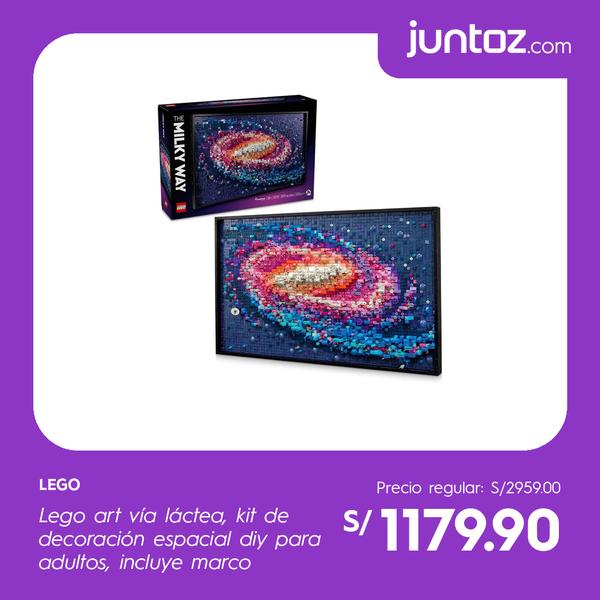 juntoz.com
THE
MILKY WAY
LEGO
LEGO
Precio regular: S/2959.00
Lego art vía láctea, kit de
decoración espacial diy para
adultos, incluye marco
S/1179.90